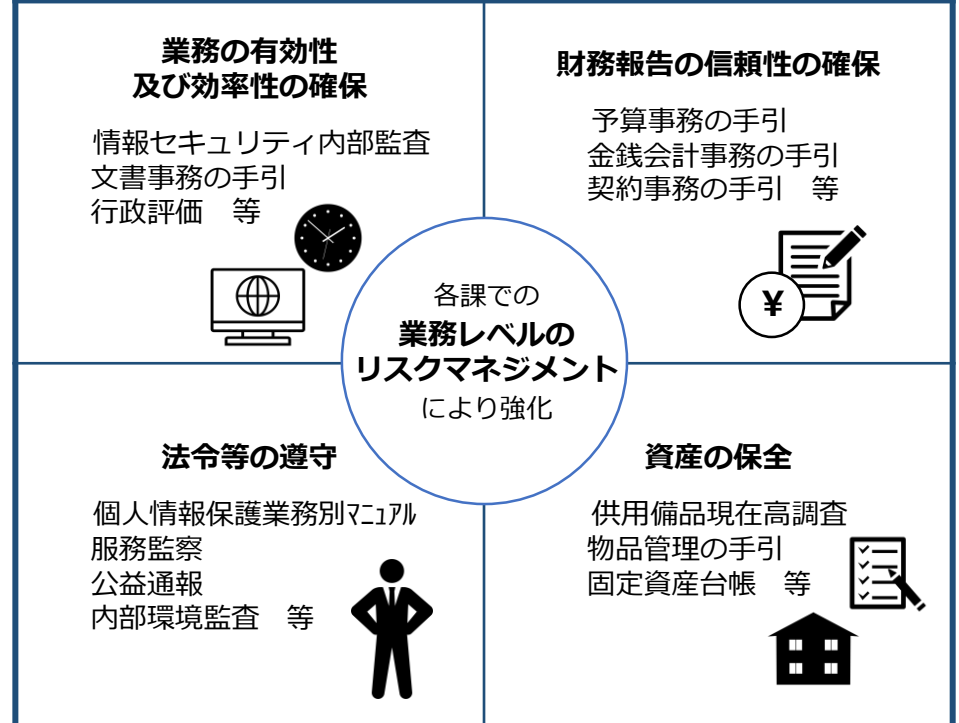 業務の有効性
及び効率性の確保
情報セキュリティ内部監査
文書事務の手引
行政評価　等
財務報告の信頼性の確保
予算事務の手引
金銭会計事務の手引
契約事務の手引　等
¥
各課での
業務レベルの
リスクマネジメント
により強化
法令等の遵守
個人情報保護業務別ﾏﾆｭｱﾙ
服務監察
公益通報
内部環境監査　等
資産の保全
供用備品現在高調査
物品管理の手引
固定資産台帳　等